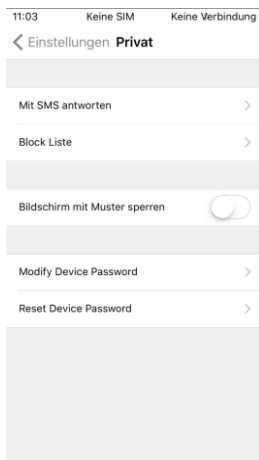 11:03 Keine SIM Keine Verbindung
Einstellungen Privat
Mit SMS antworten
Block Liste
Bildschirm mit Muster sperren
Modify Device Password
Reset Device Password